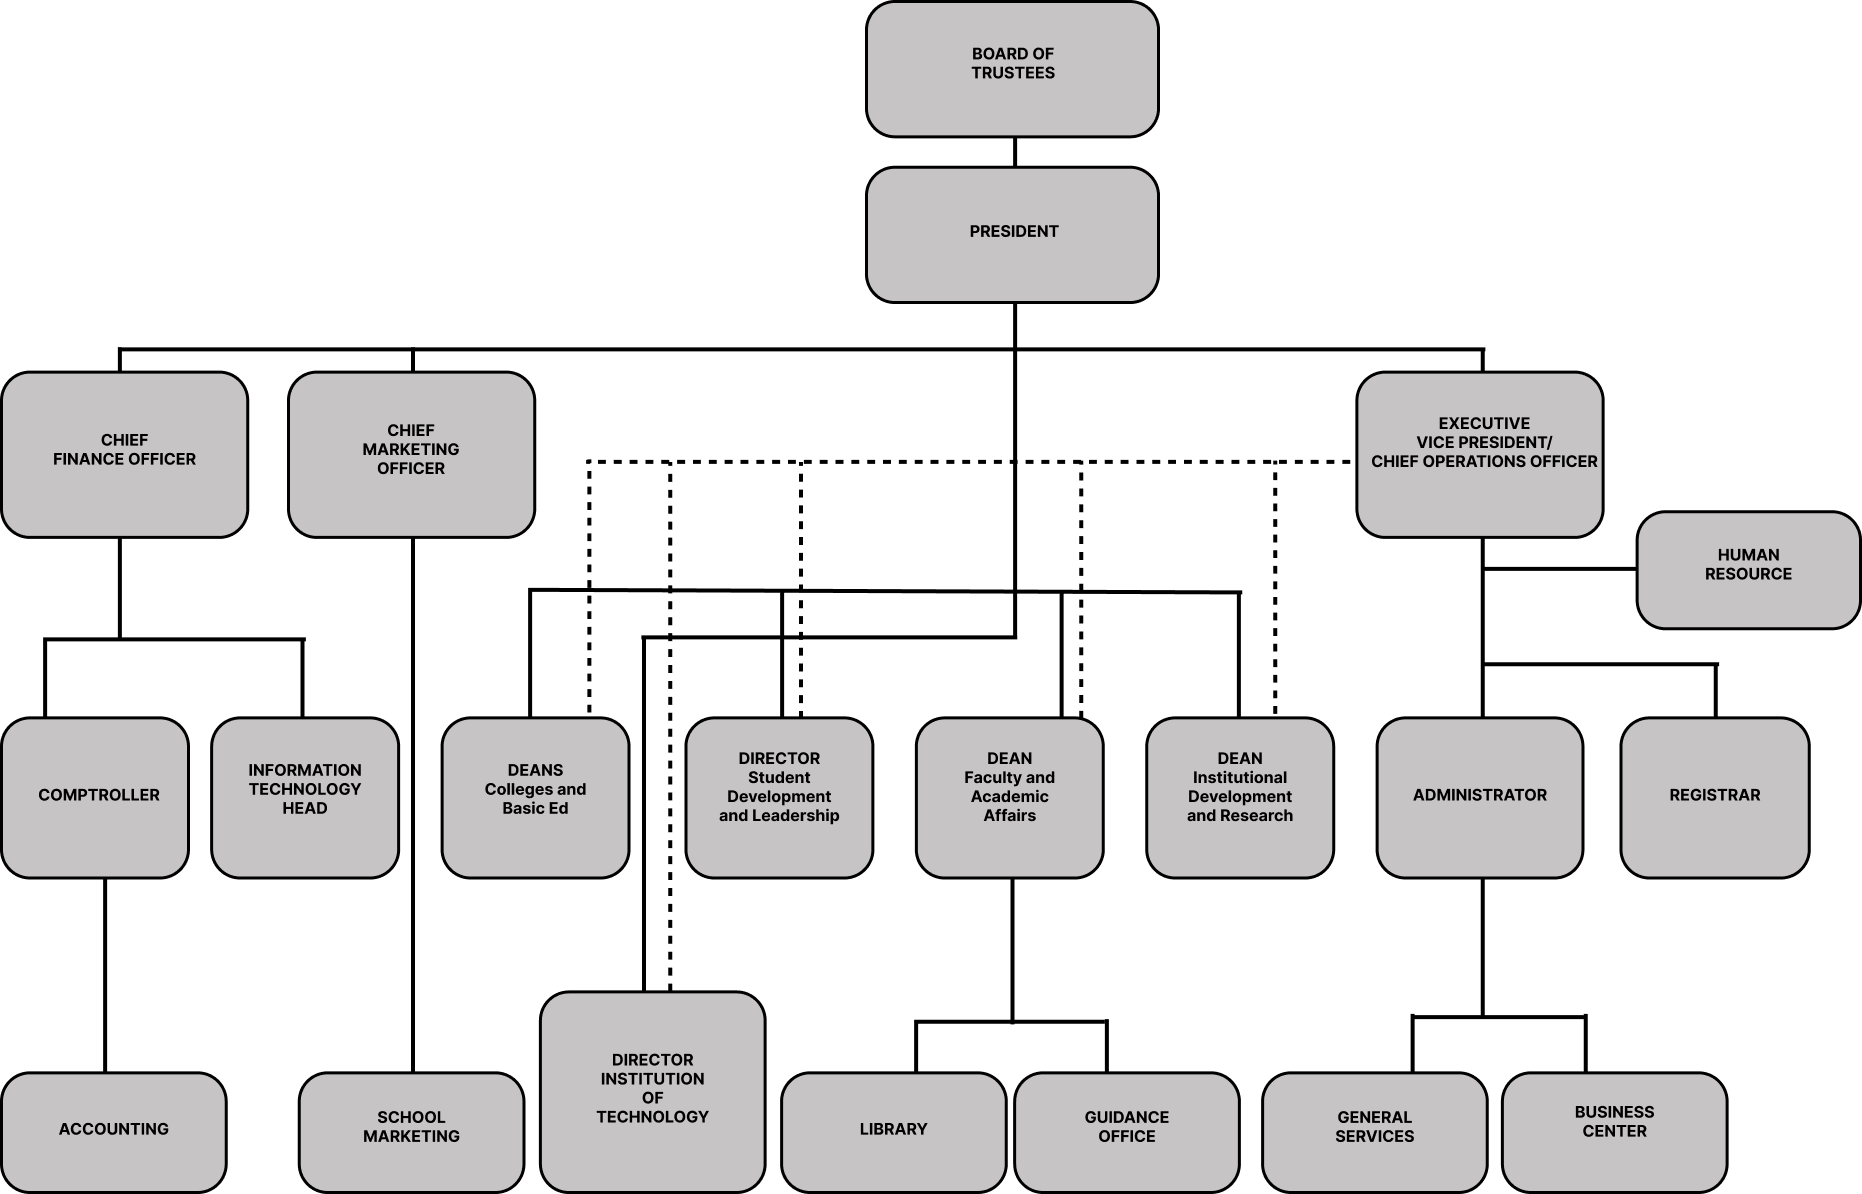 BOARD OF
TRUSTEES
PRESIDENT
CHIEF
FINANCE OFFICER
CHIEF
MARKETING
OFFICER
EXECUTIVE
VICE PRESIDENT/
CHIEF OPERATIONS OFFICER
HUMAN
RESOURCE
COMPTROLLER
INFORMATION
TECHNOLOGY
HEAD
DEANS
Colleges and
Basic Ed
DIRECTOR
Student
Development
and Leadership
DEAN
Faculty and
Academic
Affairs
DEAN
Institutional
Development
and Research
ADMINISTRATOR
REGISTRAR
ACCOUNTING
SCHOOL
MARKETING
DIRECTOR
INSTITUTION
OF
TECHNOLOGY
LIBRARY
GUIDANCE
OFFICE
GENERAL
SERVICES
BUSINESS
CENTER